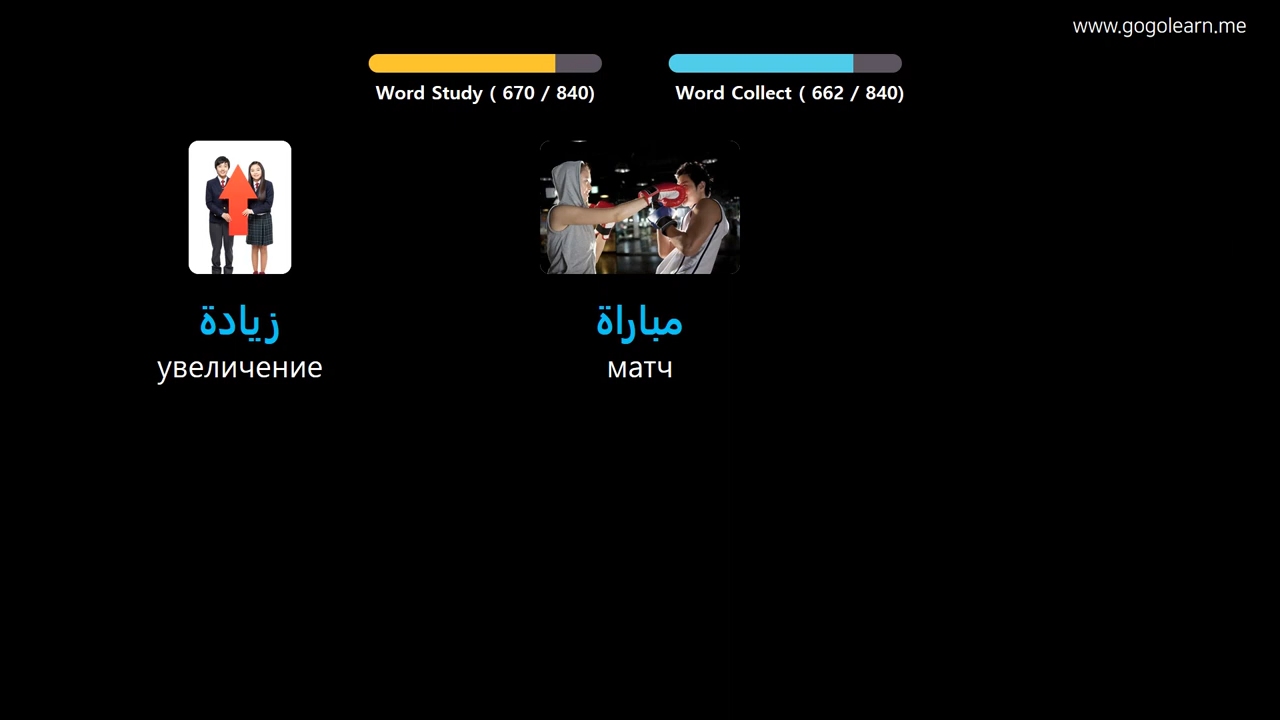 www.gogolearn.me
Word Study ( 670 / 840)
Word Collect ( 662 / 840)
زيادة
увеличение
مباراة
матч